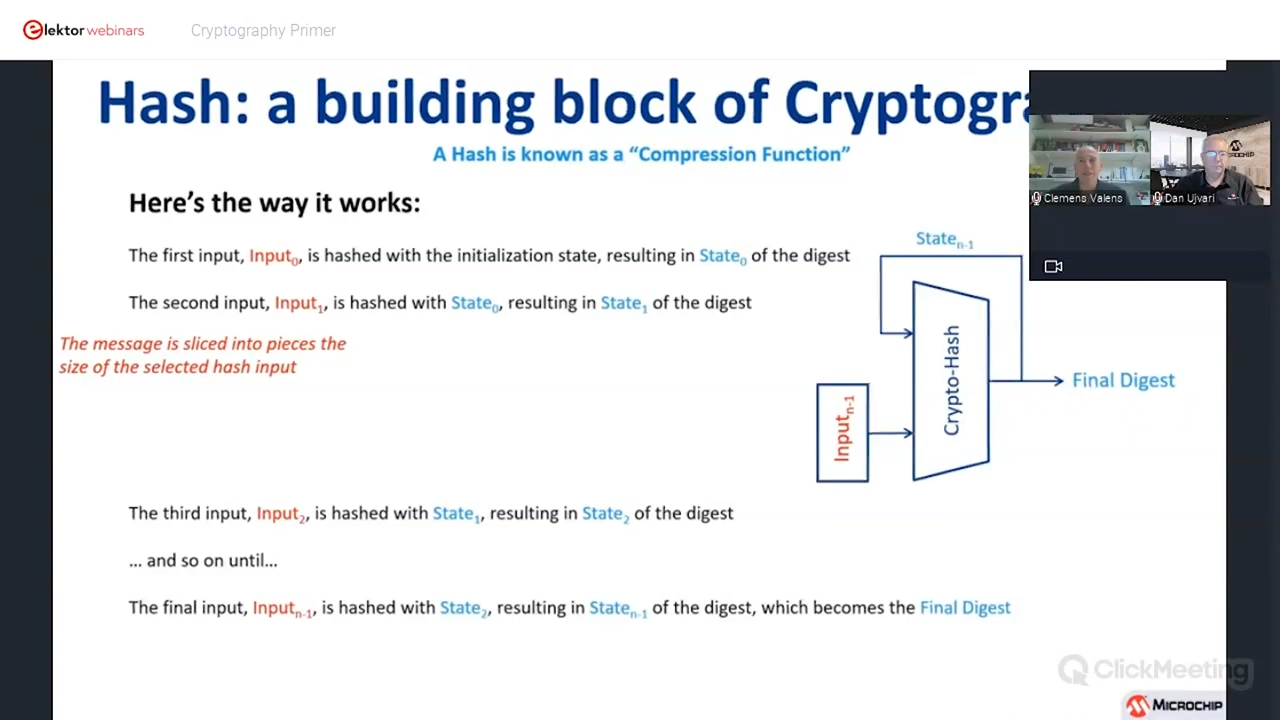 elektor webinars
Cryptography Primer
Hash: a building block of Cryptogra
A Hash is known as a “Compression Function”
Here’s the way it works:
The first input, Input0, is hashed with the initialization state, resulting in State0 of the digest
The second input, Input1, is hashed with State0, resulting in State1 of the digest
The message is sliced into pieces the
size of the selected hash input
The third input, Input2, is hashed with State1, resulting in State2 of the digest
... and so on until...
The final input, Inputn-1, is hashed with State2, resulting in Staten-1 of the digest, which becomes the Final Digest
Staten-1
Crypto-Hash
Inputn-1
Final Digest
MICROCHIP
Clemens Valens
Dan Ujvari
ClickMeeting
MICROCHIP